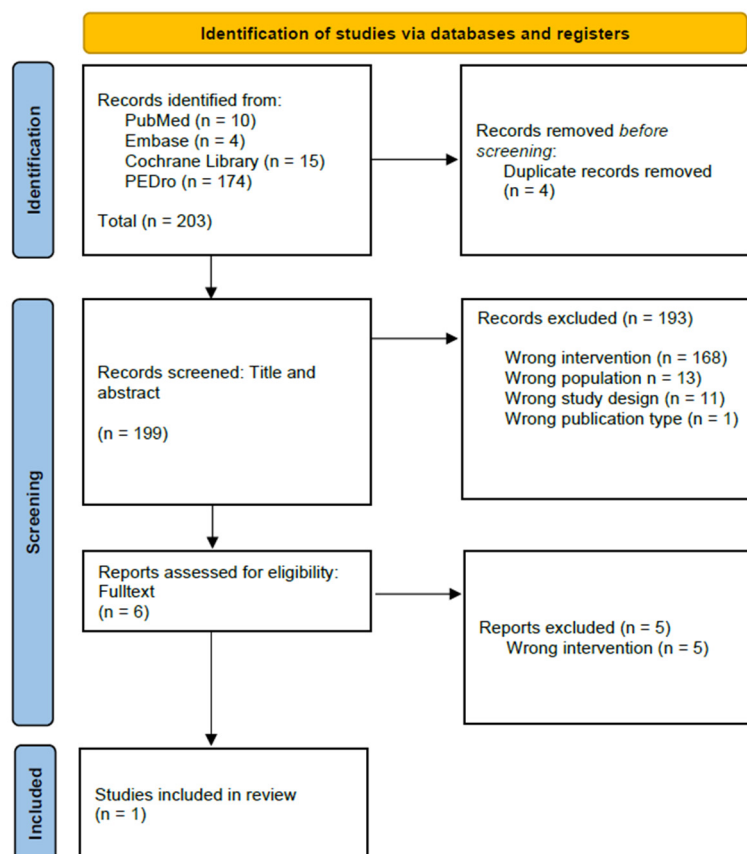 Identification of studies via databases and registers
Identification
Records identified from:
PubMed (n = 10)
Embase (n = 4)
Cochrane Library (n = 15)
PEDro (n = 174)
Total (n = 203)
Records removed before
screening:
Duplicate records removed
(n = 4)
Screening
Records screened: Title and
abstract
(n = 199)
Records excluded (n = 193)
Wrong intervention (n = 168)
Wrong population n = 13)
Wrong study design (n = 11)
Wrong publication type (n = 1)
Reports assessed for eligibility:
Fulltext
(n = 6)
Reports excluded (n = 5)
Wrong intervention (n = 5)
Included
Studies included in review
(n = 1)